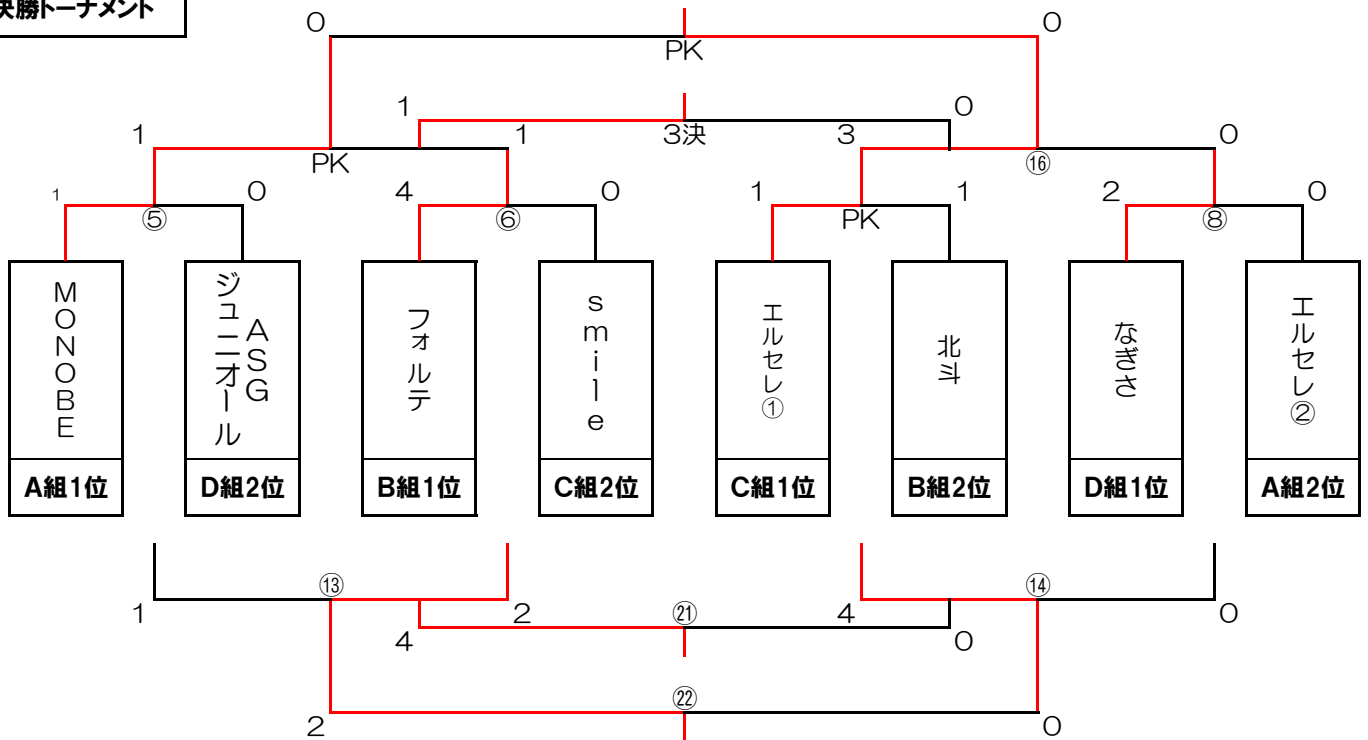 決勝トーナメント
0
0
PK
1
0
1
1
3決
3
0
PK
⑯
1
0
4
0
1
1
2
0
⑤
⑥
PK
⑧
MONOBE
ASG
ジュニオール
フォルテ
smile
エルセレ①
北斗
なぎさ
エルセレ②
A組1位
D組2位
B組1位
C組2位
C組1位
B組2位
D組1位
A組2位
⑬
⑭
1
2
㉑
4
0
4
0
㉒
2
0